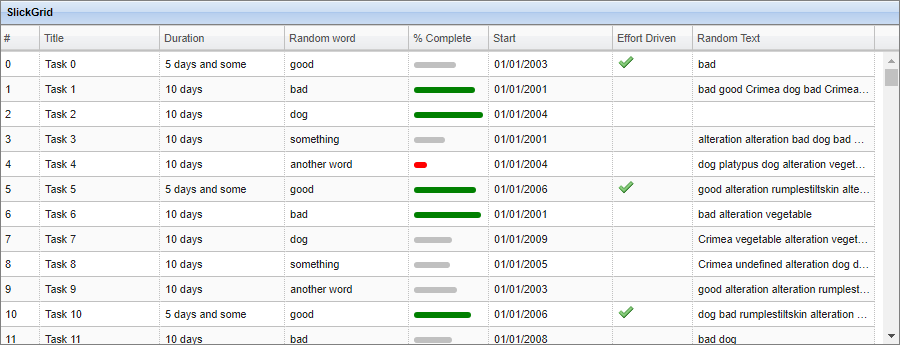 SlickGrid
# Title Duration Random word % Complete Start Effort Driven Random Text
0 Task 0 5 days and some good 01/01/2003 bad
1 Task 1 10 days bad 01/01/2001 bad good Crimea dog bad Crimea...
2 Task 2 10 days dog 01/01/2004
3 Task 3 10 days something 01/01/2001 alteration alteration bad dog bad ...
4 Task 4 10 days another word 01/01/2004 dog platypus dog alteration veget...
5 Task 5 5 days and some good 01/01/2006 good alteration rumplestiltskin alte...
6 Task 6 10 days bad 01/01/2001 bad alteration vegetable
7 Task 7 10 days dog 01/01/2009 Crimea vegetable alteration veget...
8 Task 8 10 days something 01/01/2005 Crimea undefined alteration dog d...
9 Task 9 10 days another word 01/01/2003 good alteration alteration rumplest...
10 Task 10 5 days and some good 01/01/2006 dog bad rumplestiltskin alteration ...
11 Task 11 10 days bad 01/01/2008 bad dog